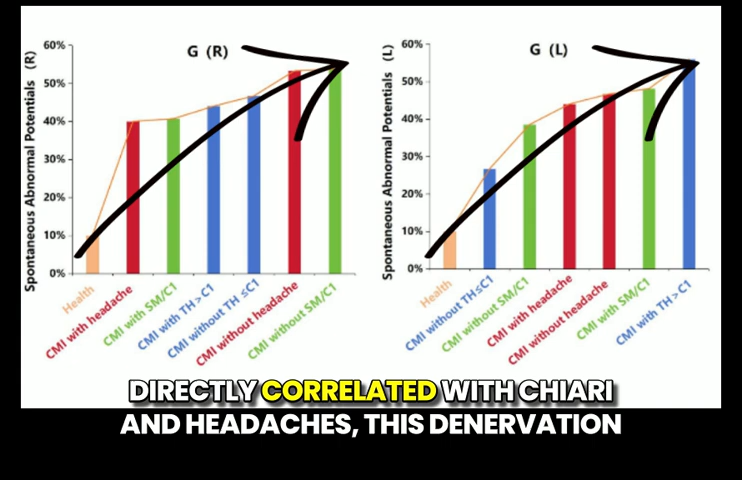 G (R)
Spontaneous Abnormal Potentials (R)
60%
50%
40%
30%
20%
10%
0%
Health
CMI with headache
CMI with SM/C1
CMI with TH >C1
CMI without TH ≤C1
CMI without headache
CMI without SM/C1
G (L)
Spontaneous Abnormal Potentials (L)
60%
50%
40%
30%
20%
10%
0%
Health
CMI without TH≤C1
CMI without SM/C1
CMI with headache
CMI without headache
CMI with SM/C1
CMI with TH > C1
DIRECTLY CORRELATED WITH CHIARI
AND HEADACHES, THIS DENERVATION